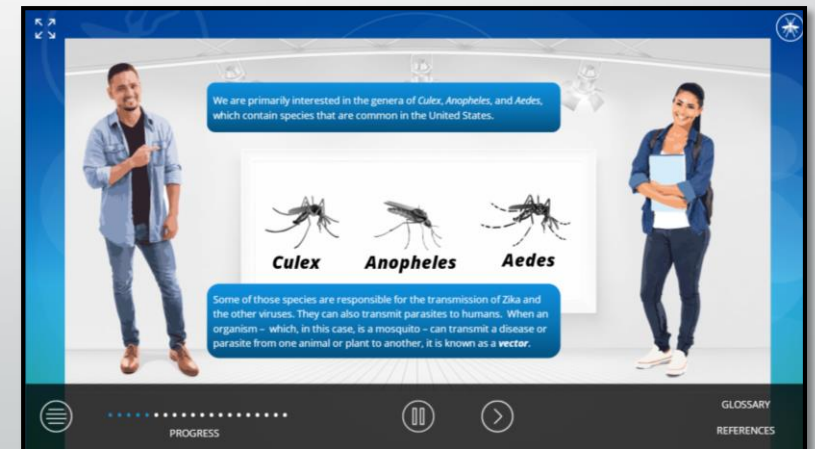 We are primarily interested in the genera of Culex, Anopheles, and Aedes,
which contain species that are common in the United States.
Culex
Anopheles
Aedes
Some of those species are responsible for the transmission of Zika and
the other viruses. They can also transmit parasites to humans. When an
organism – which, in this case, is a mosquito – can transmit a disease or
parasite from one animal or plant to another, it is known as a vector.
PROGRESS
GLOSSARY
REFERENCES